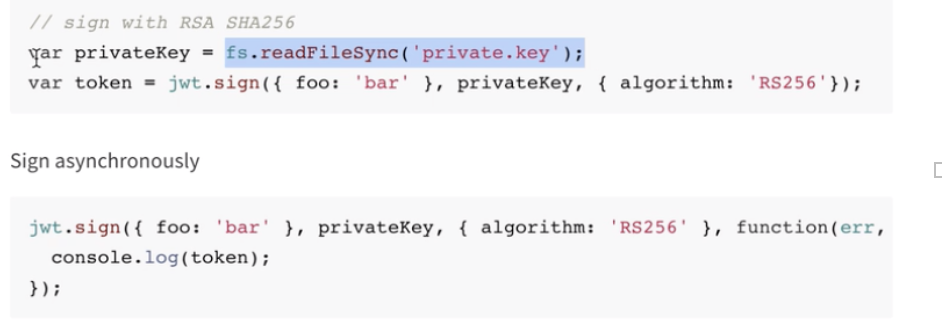 // sign with RSA SHA256
var privateKey = fs.readFileSync('private.key');
var token = jwt.sign({ foo: 'bar' }, privateKey, { algorithm: 'RS256'});
Sign asynchronously
jwt.sign({ foo: 'bar' }, privateKey, { algorithm: 'RS256' }, function(err,
console.log(token);
});